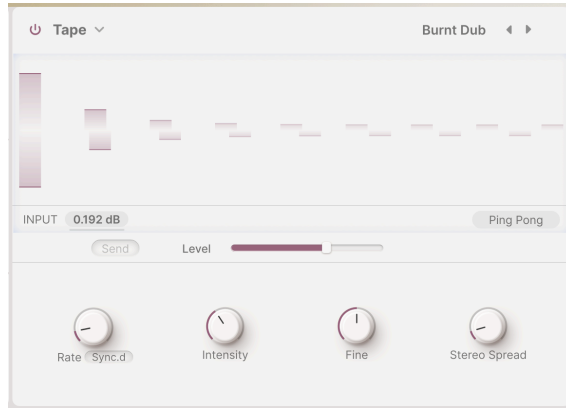 Tape
Burnt Dub
INPUT 0.192 dB
Ping Pong
Send
Level
Rate Sync.d
Intensity
Fine
Stereo Spread